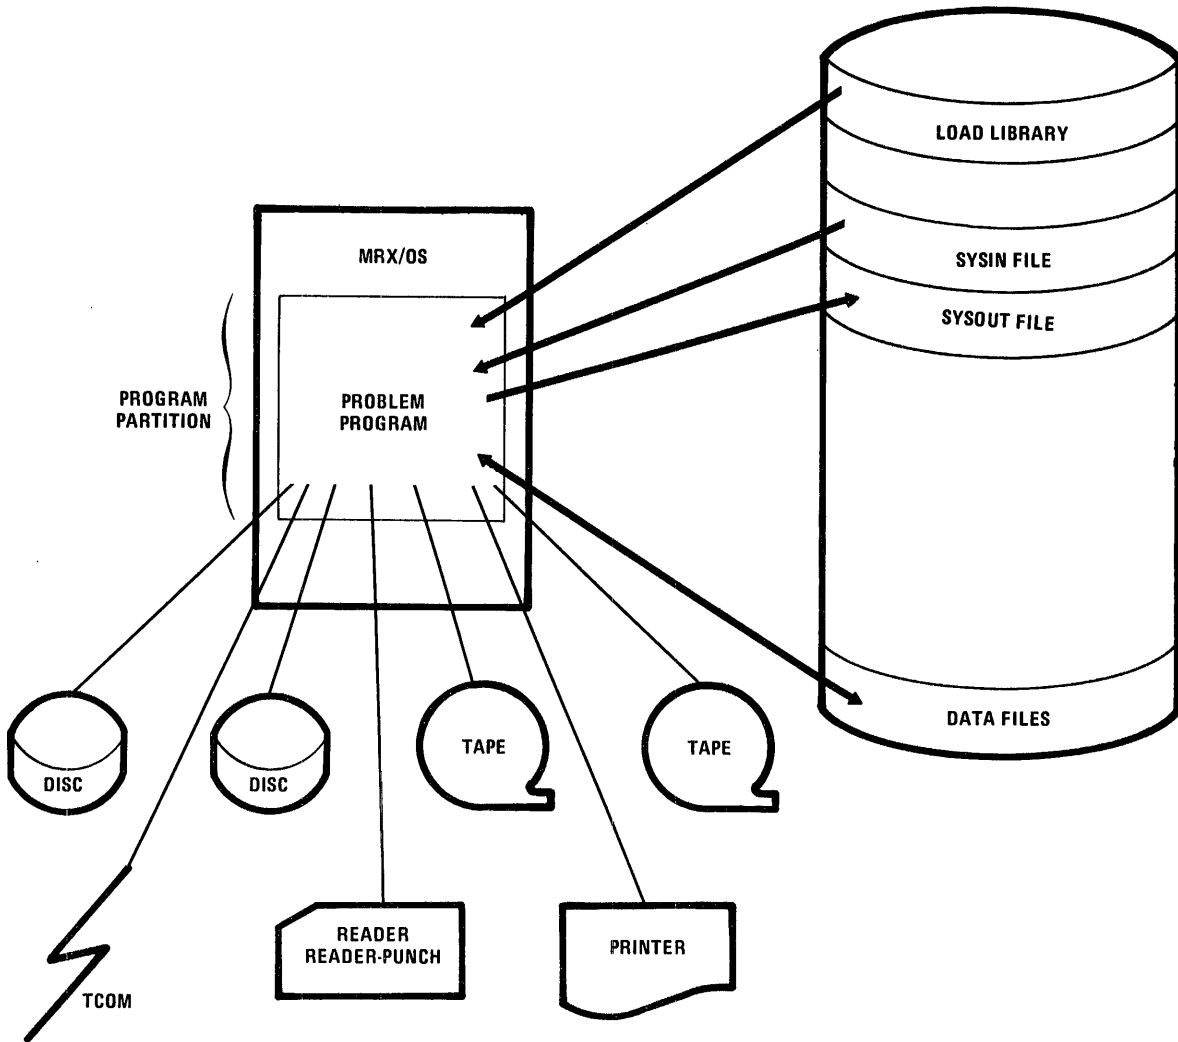 LOAD LIBRARY
MRX/OS
SYSIN FILE
SYSOUT FILE
PROGRAM
PARTITION
PROBLEM
PROGRAM
DATA FILES
TAPE
TAPE
DISC
DISC
READER
READER-PUNCH
PRINTER
TCOM